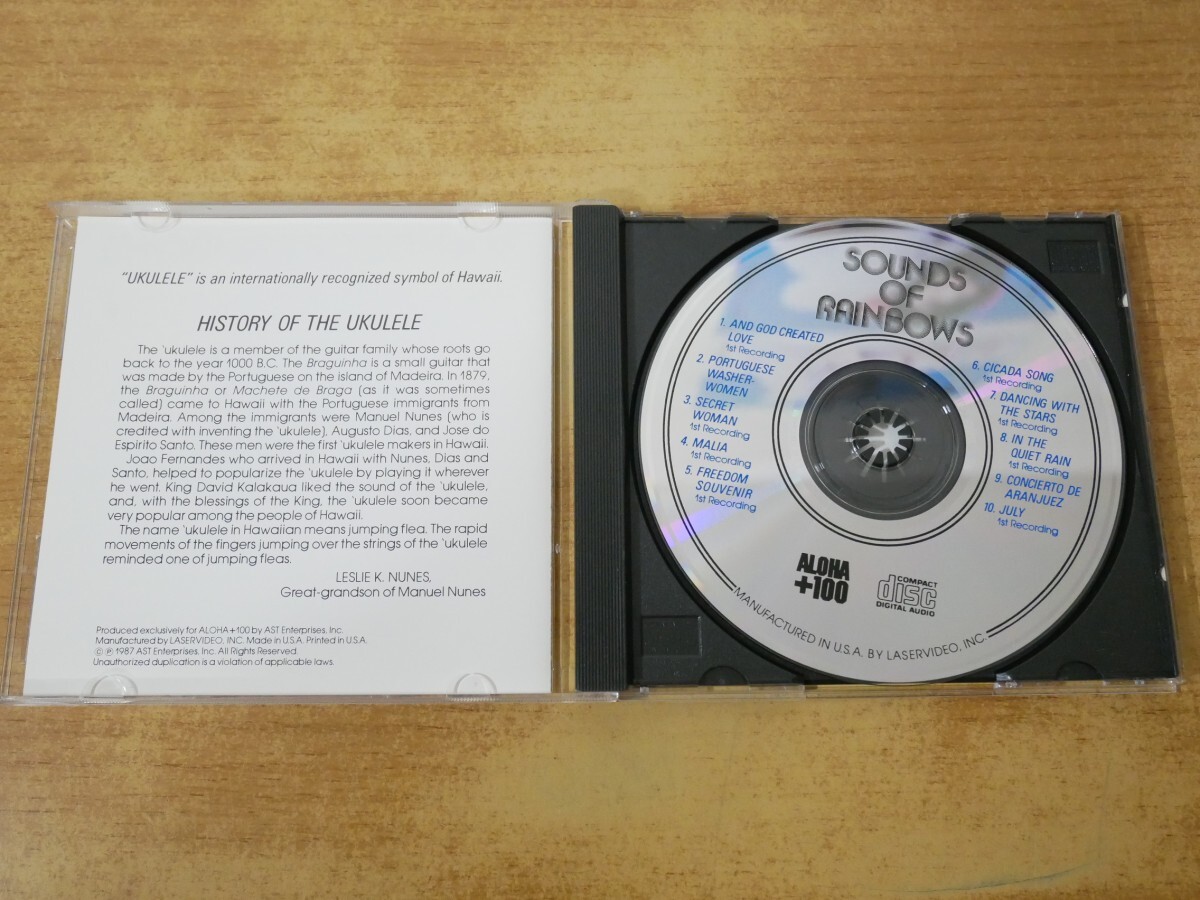 “UKULELE” is an internationally recognized symbol of Hawaii.
HISTORY OF THE UKULELE
The ‘ukulele is a member of the guitar family whose roots go
back to the year 1000 B.C. The Braguinha is a small guitar that
was made by the Portuguese on the island of Madeira. In 1879,
the Braguinha or Machete de Braga (as it was sometimes
called) came to Hawaii with the Portuguese immigrants from
Madeira. Among the immigrants were Manuel Nunes (who is
credited with inventing the ‘ukulele), Augusto Dias, and Jose do
Espirito Santo. These men were the first ‘ukulele makers in Hawaii.
Joao Fernandes who arrived in Hawaii with Nunes, Dias and
Santo, helped to popularize the ‘ukulele by playing it wherever
he went. King David Kalakaua liked the sound of the ‘ukulele,
and, with the blessings of the King, the ‘ukulele soon became
very popular among the people of Hawaii.
The name ‘ukulele in Hawaiian means jumping flea. The rapid
movements of the fingers jumping over the strings of the ‘ukulele
reminded one of jumping fleas.
LESLIE K. NUNES,
Great-grandson of Manuel Nunes
Produced exclusively for ALOHA+100 by AST Enterprises, Inc.
Manufactured by LASERVIDEO, INC. Made in U.S.A. Printed in U.S.A.
© ℗ 1987 AST Enterprises, Inc. All Rights Reserved.
Unauthorized duplication is a violation of applicable laws.
SOUNDS
OF
RAINBOWS
1. AND GOD CREATED
LOVE
1st Recording
2. PORTUGUESE
WASHER-
WOMEN
3. SECRET
WOMAN
1st Recording
4. MALIA
1st Recording
5. FREEDOM
SOUVENIR
1st Recording
6. CICADA SONG
1st Recording
7. DANCING WITH
THE STARS
1st Recording
8. IN THE
QUIET RAIN
1st Recording
9. CONCIERTO DE
ARANJUEZ
10. JULY
1st Recording
ALOHA
+100
COMPACT
disc
DIGITAL AUDIO
MANUFACTURED IN U.S.A. BY LASERVIDEO, INC.